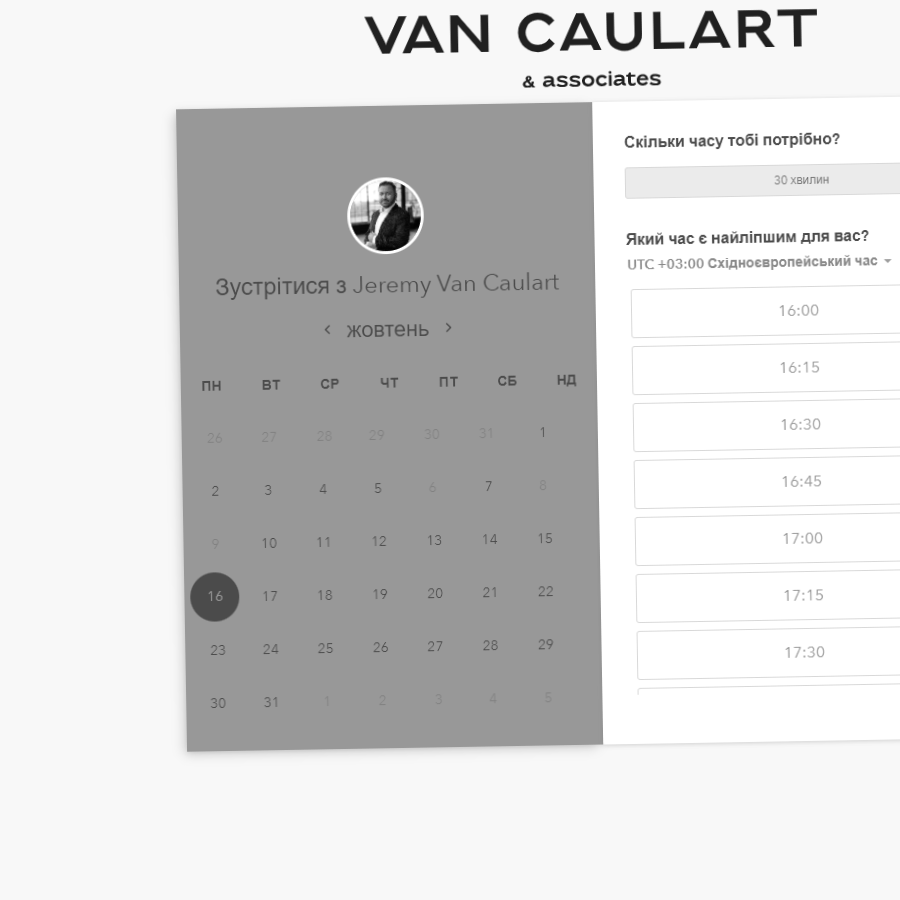 VAN CAULART
& associates
Зустрітися з Jeremy Van Caulart
‹ жовтень ›
ПН ВТ СР ЧТ ПТ СБ НД
26 27 28 29 30 31 1
2 3 4 5 6 7 8
9 10 11 12 13 14 15
16 17 18 19 20 21 22
23 24 25 26 27 28 29
30 31 1 2 3 4 5
Скільки часу тобі потрібно?
30 хвилин
Який час є найліпшим для вас?
UTC +03:00 Східноєвропейський час
16:00
16:15
16:30
16:45
17:00
17:15
17:30